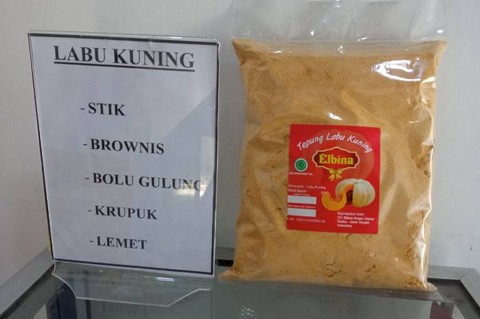 LABU KUNING
- STIK
- BROWNIS
- BOLU GULUNG
- KRUPUK
- LEMET
Tepung Labu Kuning
Elbina